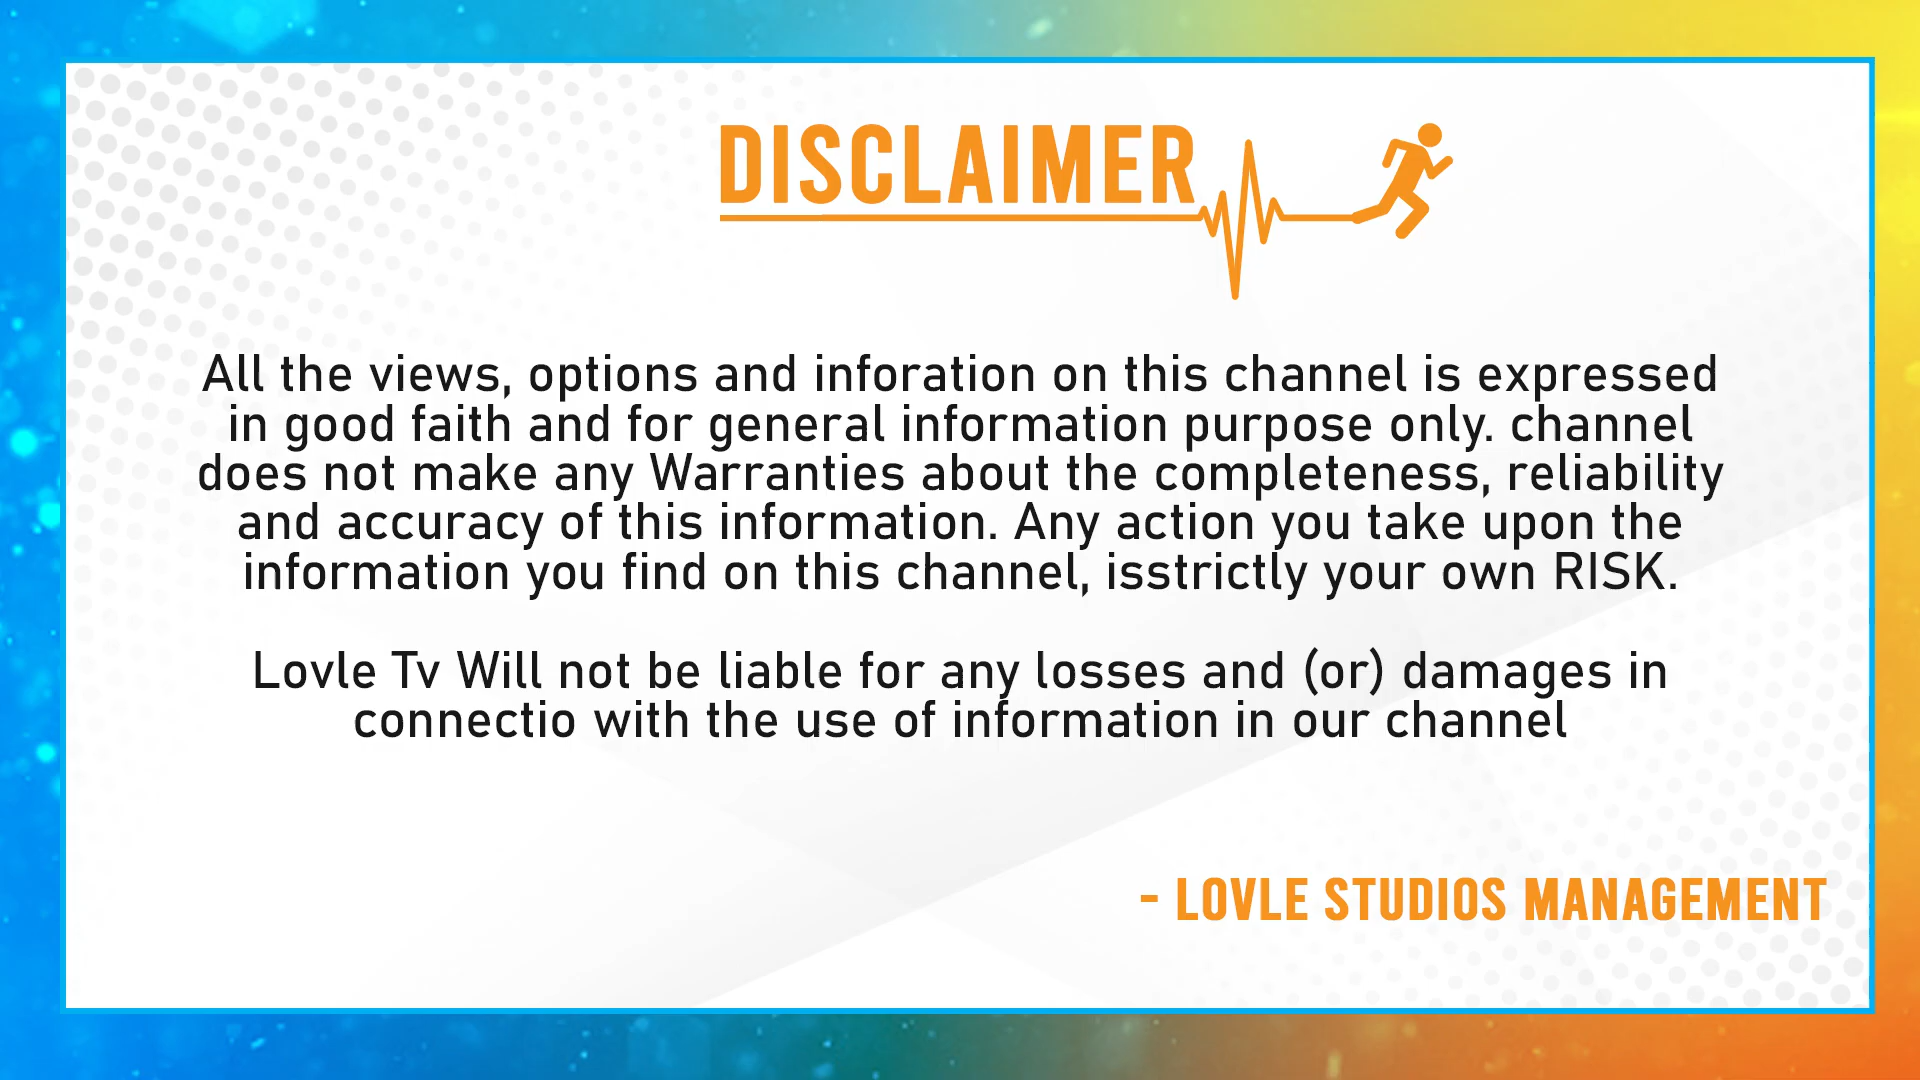 DISCLAIMER
All the views, options and inforation on this channel is expressed
in good faith and for general information purpose only. channel
does not make any Warranties about the completeness, reliability
and accuracy of this information. Any action you take upon the
information you find on this channel, isstrictly your own RISK.
Lovle Tv Will not be liable for any losses and (or) damages in
connectio with the use of information in our channel
- LOVLE STUDIOS MANAGEMENT